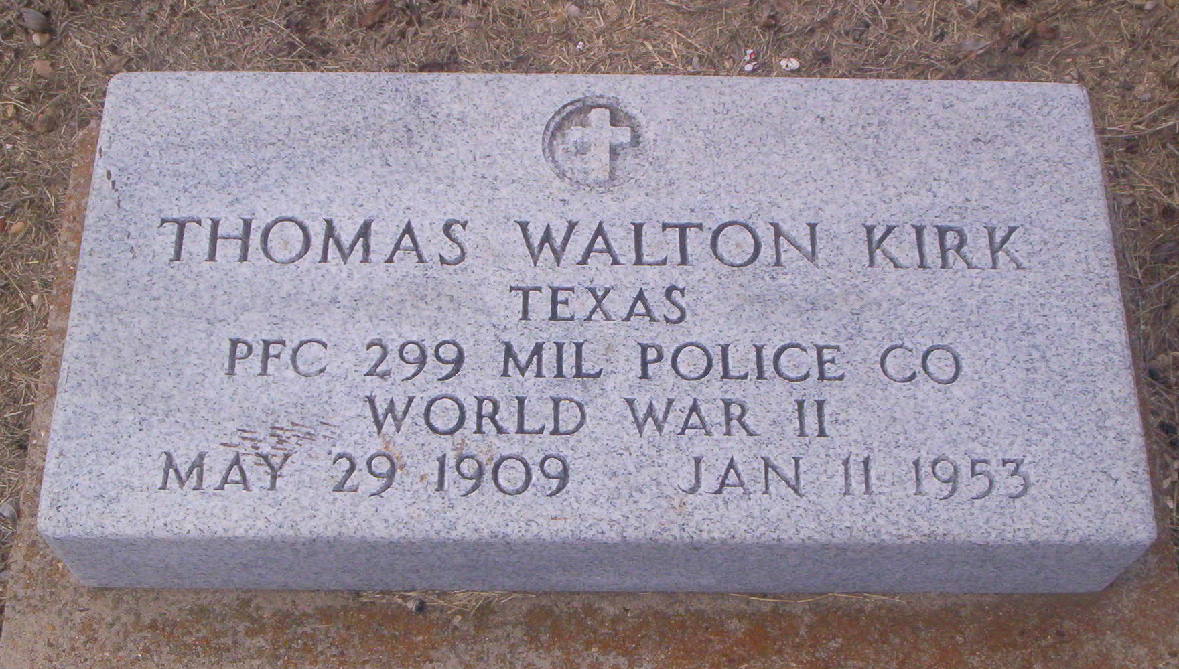 THOMAS WALTON KIRK
TEXAS
PFC 299 MIL POLICE CO
WORLD WAR II
MAY 29 1909 JAN 11 1953